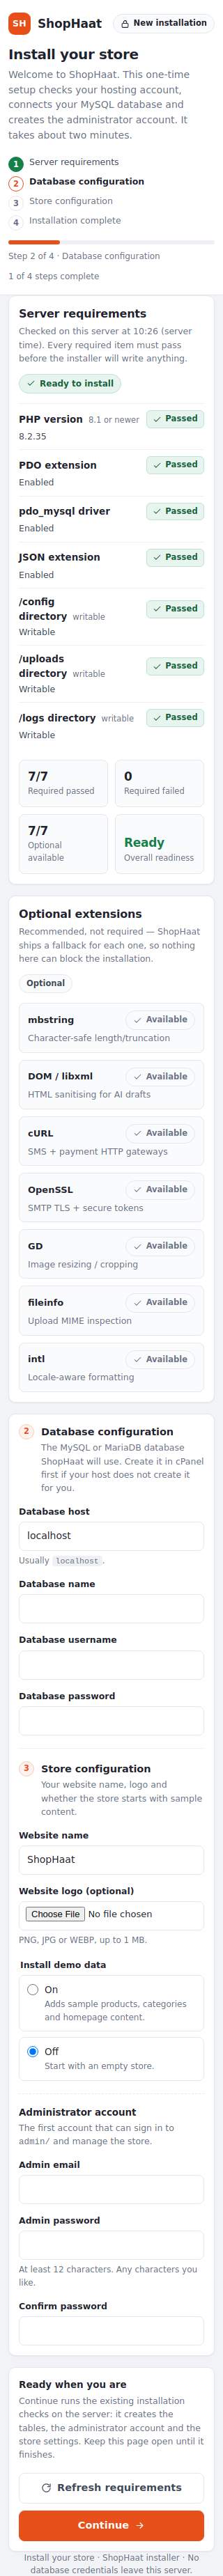 SH
ShopHaat
New installation
Install your store
Welcome to ShopHaat. This one-time
setup checks your hosting account,
connects your MySQL database and
creates the administrator account. It
takes about two minutes.
1 Server requirements
2 Database configuration
3 Store configuration
4 Installation complete
Step 2 of 4 · Database configuration
1 of 4 steps complete
Server requirements
Checked on this server at 10:26 (server
time). Every required item must pass
before the installer will write anything.
Ready to install
PHP version 8.1 or newer
Passed
8.2.35
PDO extension
Passed
Enabled
pdo_mysql driver
Passed
Enabled
JSON extension
Passed
Enabled
/config
directory writable
Passed
Writable
/uploads
directory writable
Passed
Writable
/logs directory writable
Passed
Writable
7/7
Required passed
0
Required failed
7/7
Optional
available
Ready
Overall readiness
Optional extensions
Recommended, not required — ShopHaat
ships a fallback for each one, so nothing
here can block the installation.
Optional
mbstring
Available
Character-safe length/truncation
DOM / libxml
Available
HTML sanitising for AI drafts
cURL
Available
SMS + payment HTTP gateways
OpenSSL
Available
SMTP TLS + secure tokens
GD
Available
Image resizing / cropping
fileinfo
Available
Upload MIME inspection
intl
Available
Locale-aware formatting
2 Database configuration
The MySQL or MariaDB database
ShopHaat will use. Create it in cPanel
first if your host does not create it
for you.
Database host
localhost
Usually localhost.
Database name
Database username
Database password
3 Store configuration
Your website name, logo and
whether the store starts with sample
content.
Website name
ShopHaat
Website logo (optional)
Choose File No file chosen
PNG, JPG or WEBP, up to 1 MB.
Install demo data
On
Adds sample products, categories
and homepage content.
Off
Start with an empty store.
Administrator account
The first account that can sign in to
admin/ and manage the store.
Admin email
Admin password
At least 12 characters. Any characters you
like.
Confirm password
Ready when you are
Continue runs the existing installation
checks on the server: it creates the
tables, the administrator account and the
store settings. Keep this page open until it
finishes.
Refresh requirements
Continue →
Install your store · ShopHaat installer · No
database credentials leave this server.